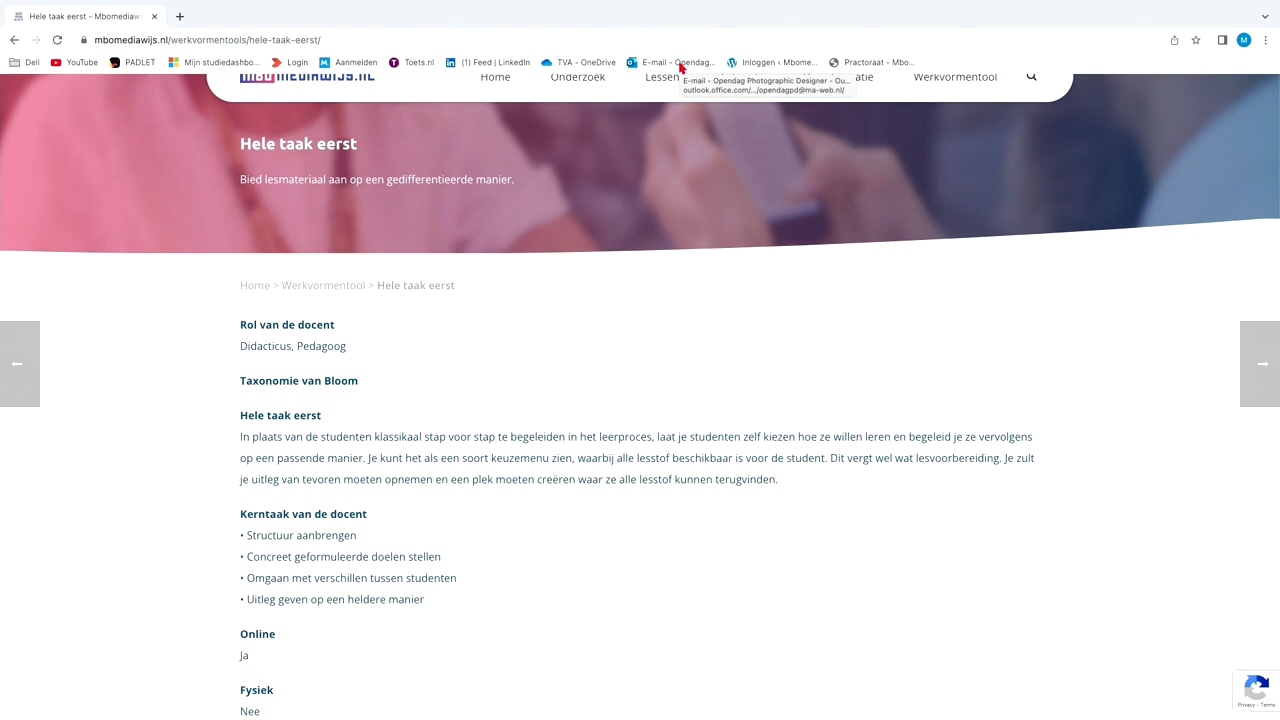 Hele taak eerst - Mbomediawi
mbomediawijs.nl/werkvormentools/hele-taak-eerst/
M
Dell YouTube PADLET Mijn studiedashbo... Login Aanmelden Toets.nl (1) Feed | LinkedIn TVA - OneDrive E-mail - Opendag... Inloggen ‹ Mbome... Practoraat - Mbo...
Home Onderzoek Lessen Werkvormentool
E-mail - Opendag Photographic Designer - Ou...
outlook.office.com/.../opendagpd@ma-web.nl/
Hele taak eerst
Bied lesmateriaal aan op een gedifferentieerde manier.
Home > Werkvormentool > Hele taak eerst
Rol van de docent
Didacticus, Pedagoog
Taxonomie van Bloom
Hele taak eerst
In plaats van de studenten klassikaal stap voor stap te begeleiden in het leerproces, laat je studenten zelf kiezen hoe ze willen leren en begeleid je ze vervolgens
op een passende manier. Je kunt het als een soort keuzemenu zien, waarbij alle lesstof beschikbaar is voor de student. Dit vergt wel wat lesvoorbereiding. Je zult
je uitleg van tevoren moeten opnemen en een plek moeten creëren waar ze alle lesstof kunnen terugvinden.
Kerntaak van de docent
• Structuur aanbrengen
• Concreet geformuleerde doelen stellen
• Omgaan met verschillen tussen studenten
• Uitleg geven op een heldere manier
Online
Ja
Fysiek
Nee
Privacy - Terms